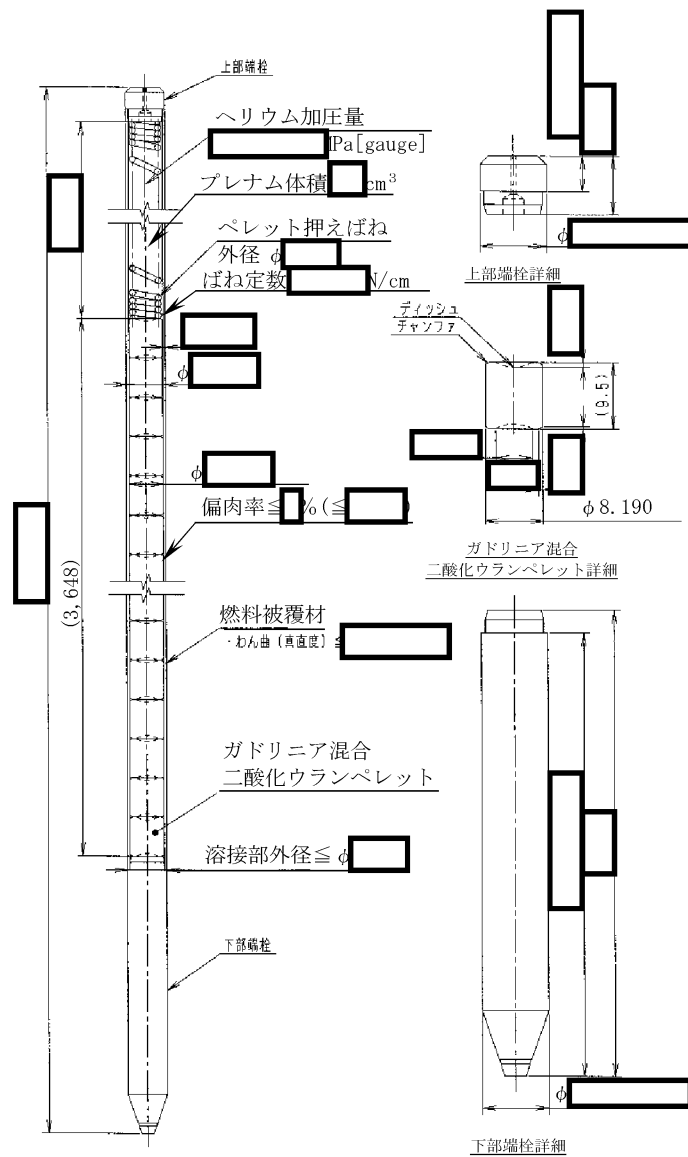 上部端栓
ヘリウム加圧量
MPa[gauge]
プレナム体積 cm³
ペレット押えばね
外径 φ
ばね定数 N/cm
φ
φ
偏肉率≦ %(≦ )
(3,648)
燃料被覆材
・わん曲(真直度)≦
ガドリニア混合
二酸化ウランペレット
溶接部外径≦φ
下部端栓
φ
上部端栓詳細
ディッシュ
チャンファ
(9.5)
φ8.190
ガドリニア混合
二酸化ウランペレット詳細
φ
下部端栓詳細